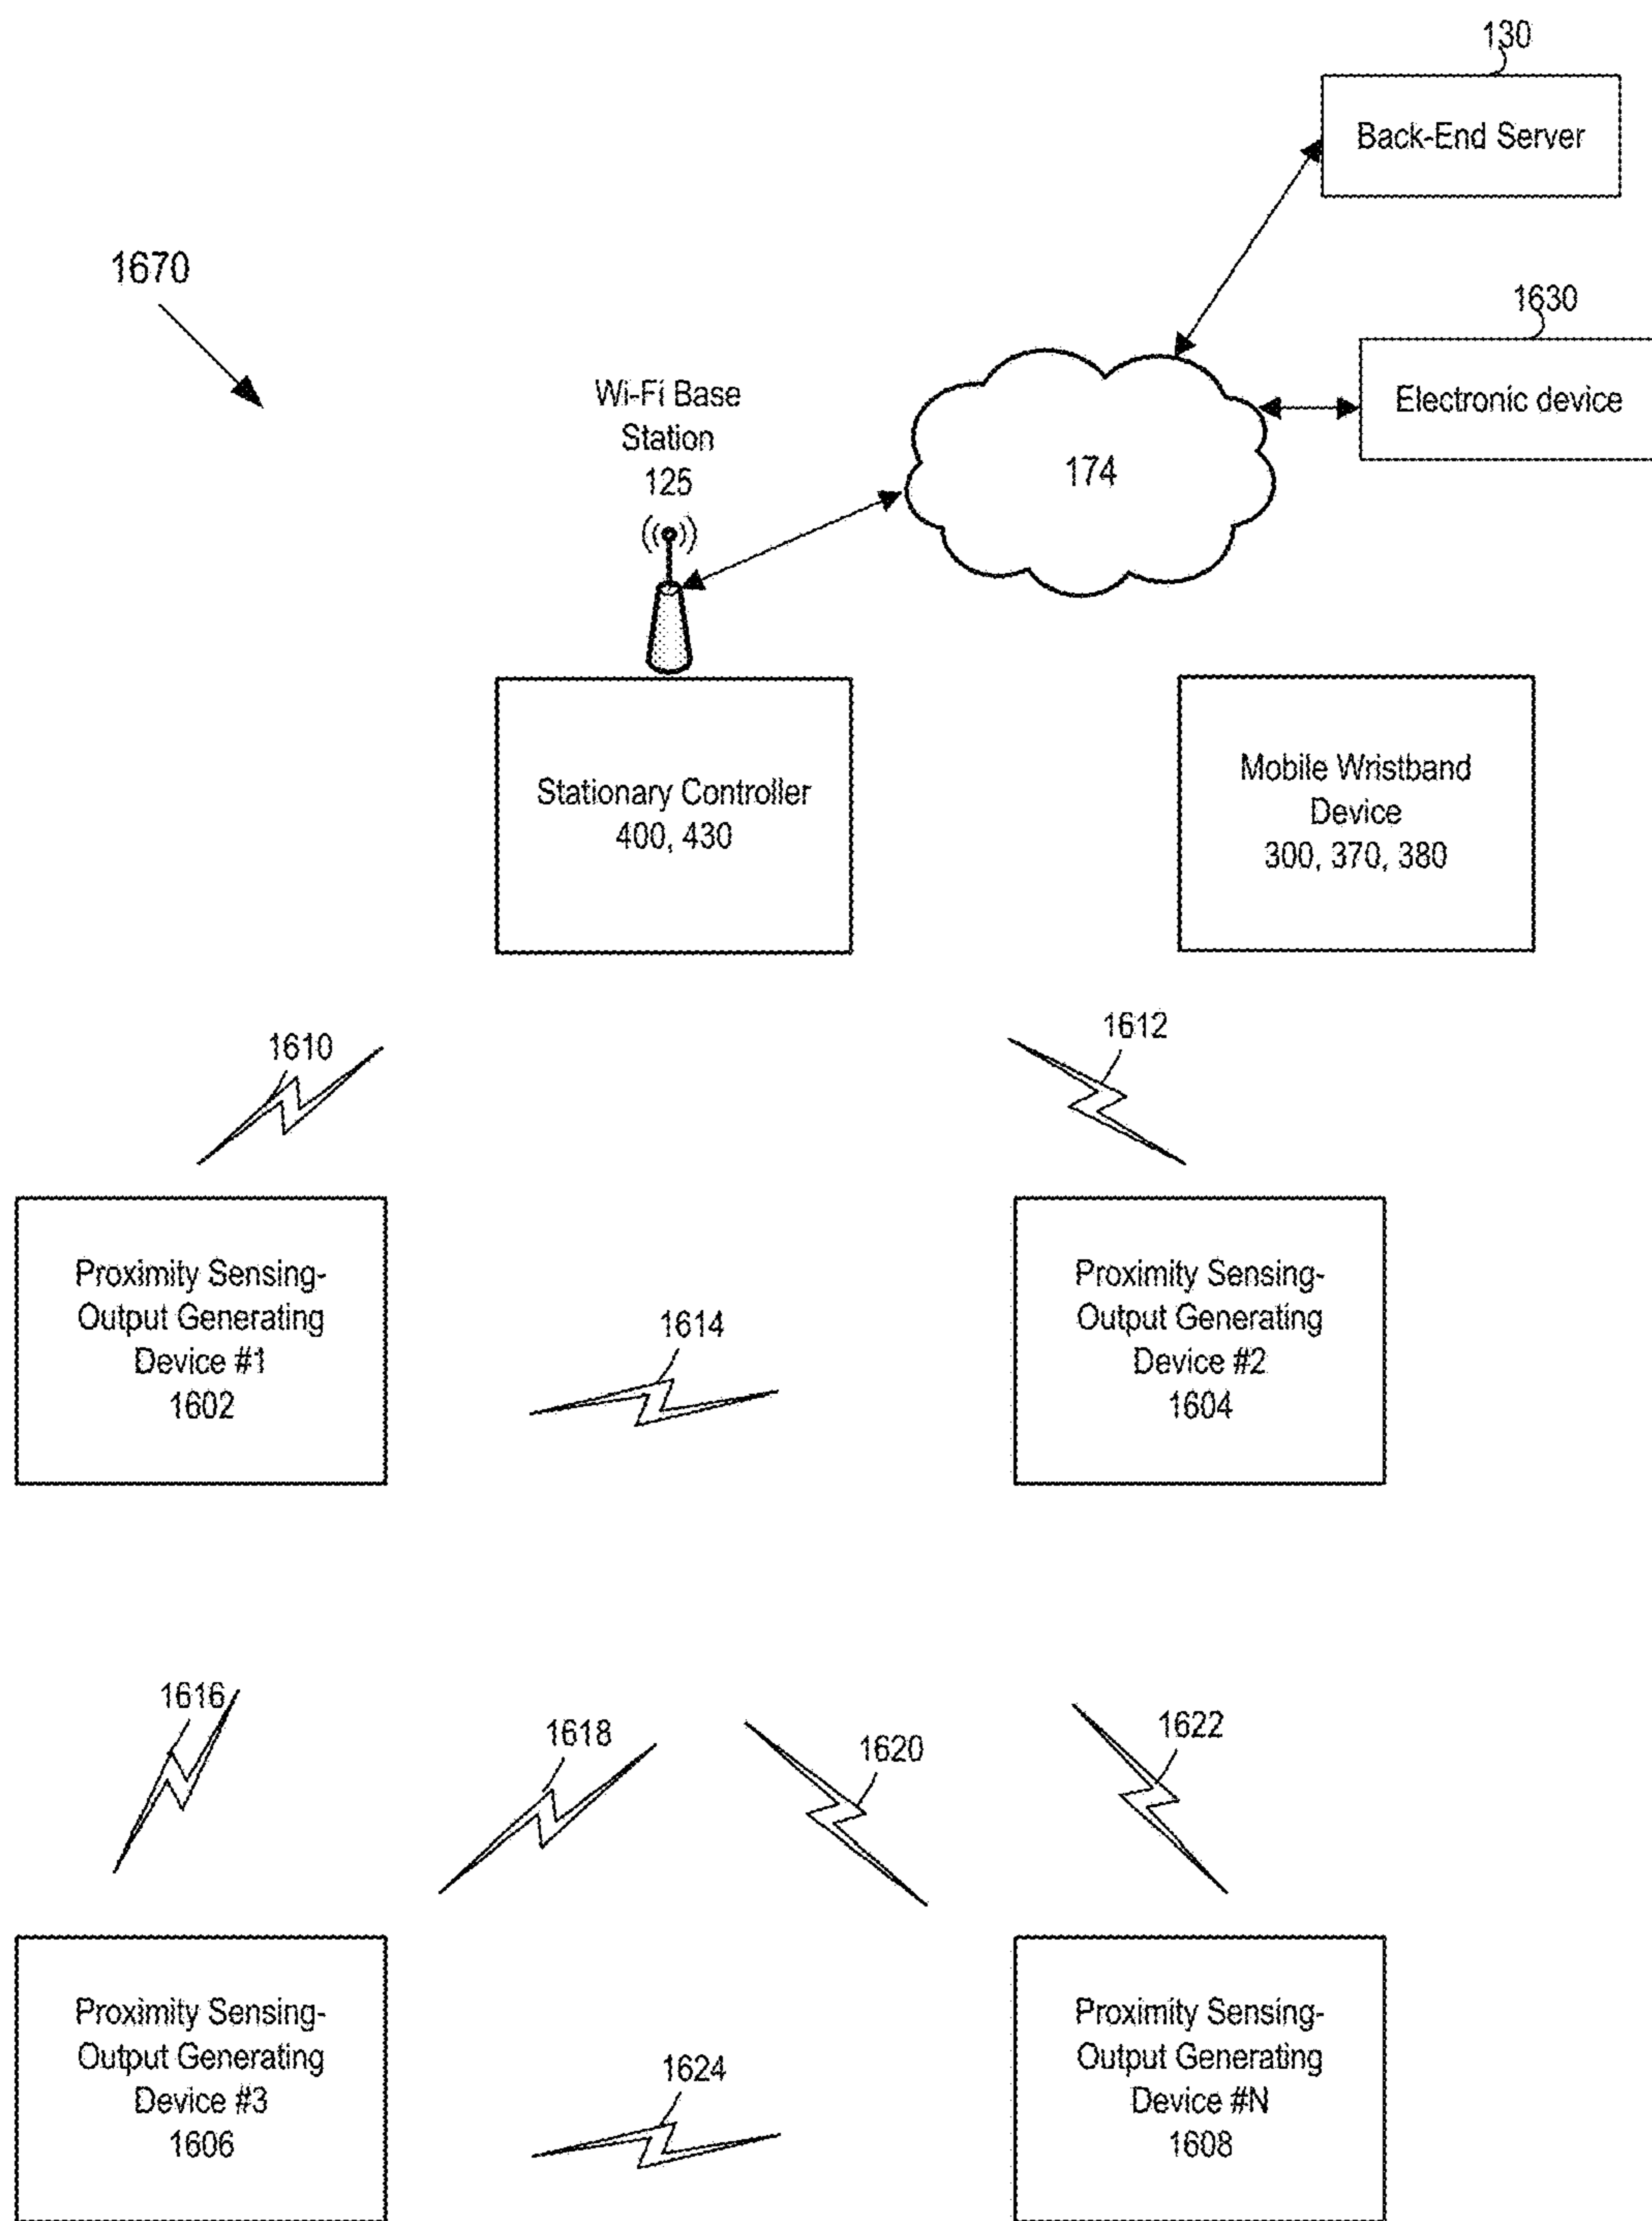 130
Back-End Server
1670
1630
Electronic device
Wi-Fi Base
Station
125
174
Stationary Controller
400, 430
Mobile Wristband
Device
300, 370, 380
1610
1612
Proximity Sensing-
Output Generating
Device #1
1602
1614
Proximity Sensing-
Output Generating
Device #2
1604
1616
1618
1620
1622
Proximity Sensing-
Output Generating
Device #3
1606
1624
Proximity Sensing-
Output Generating
Device #N
1608